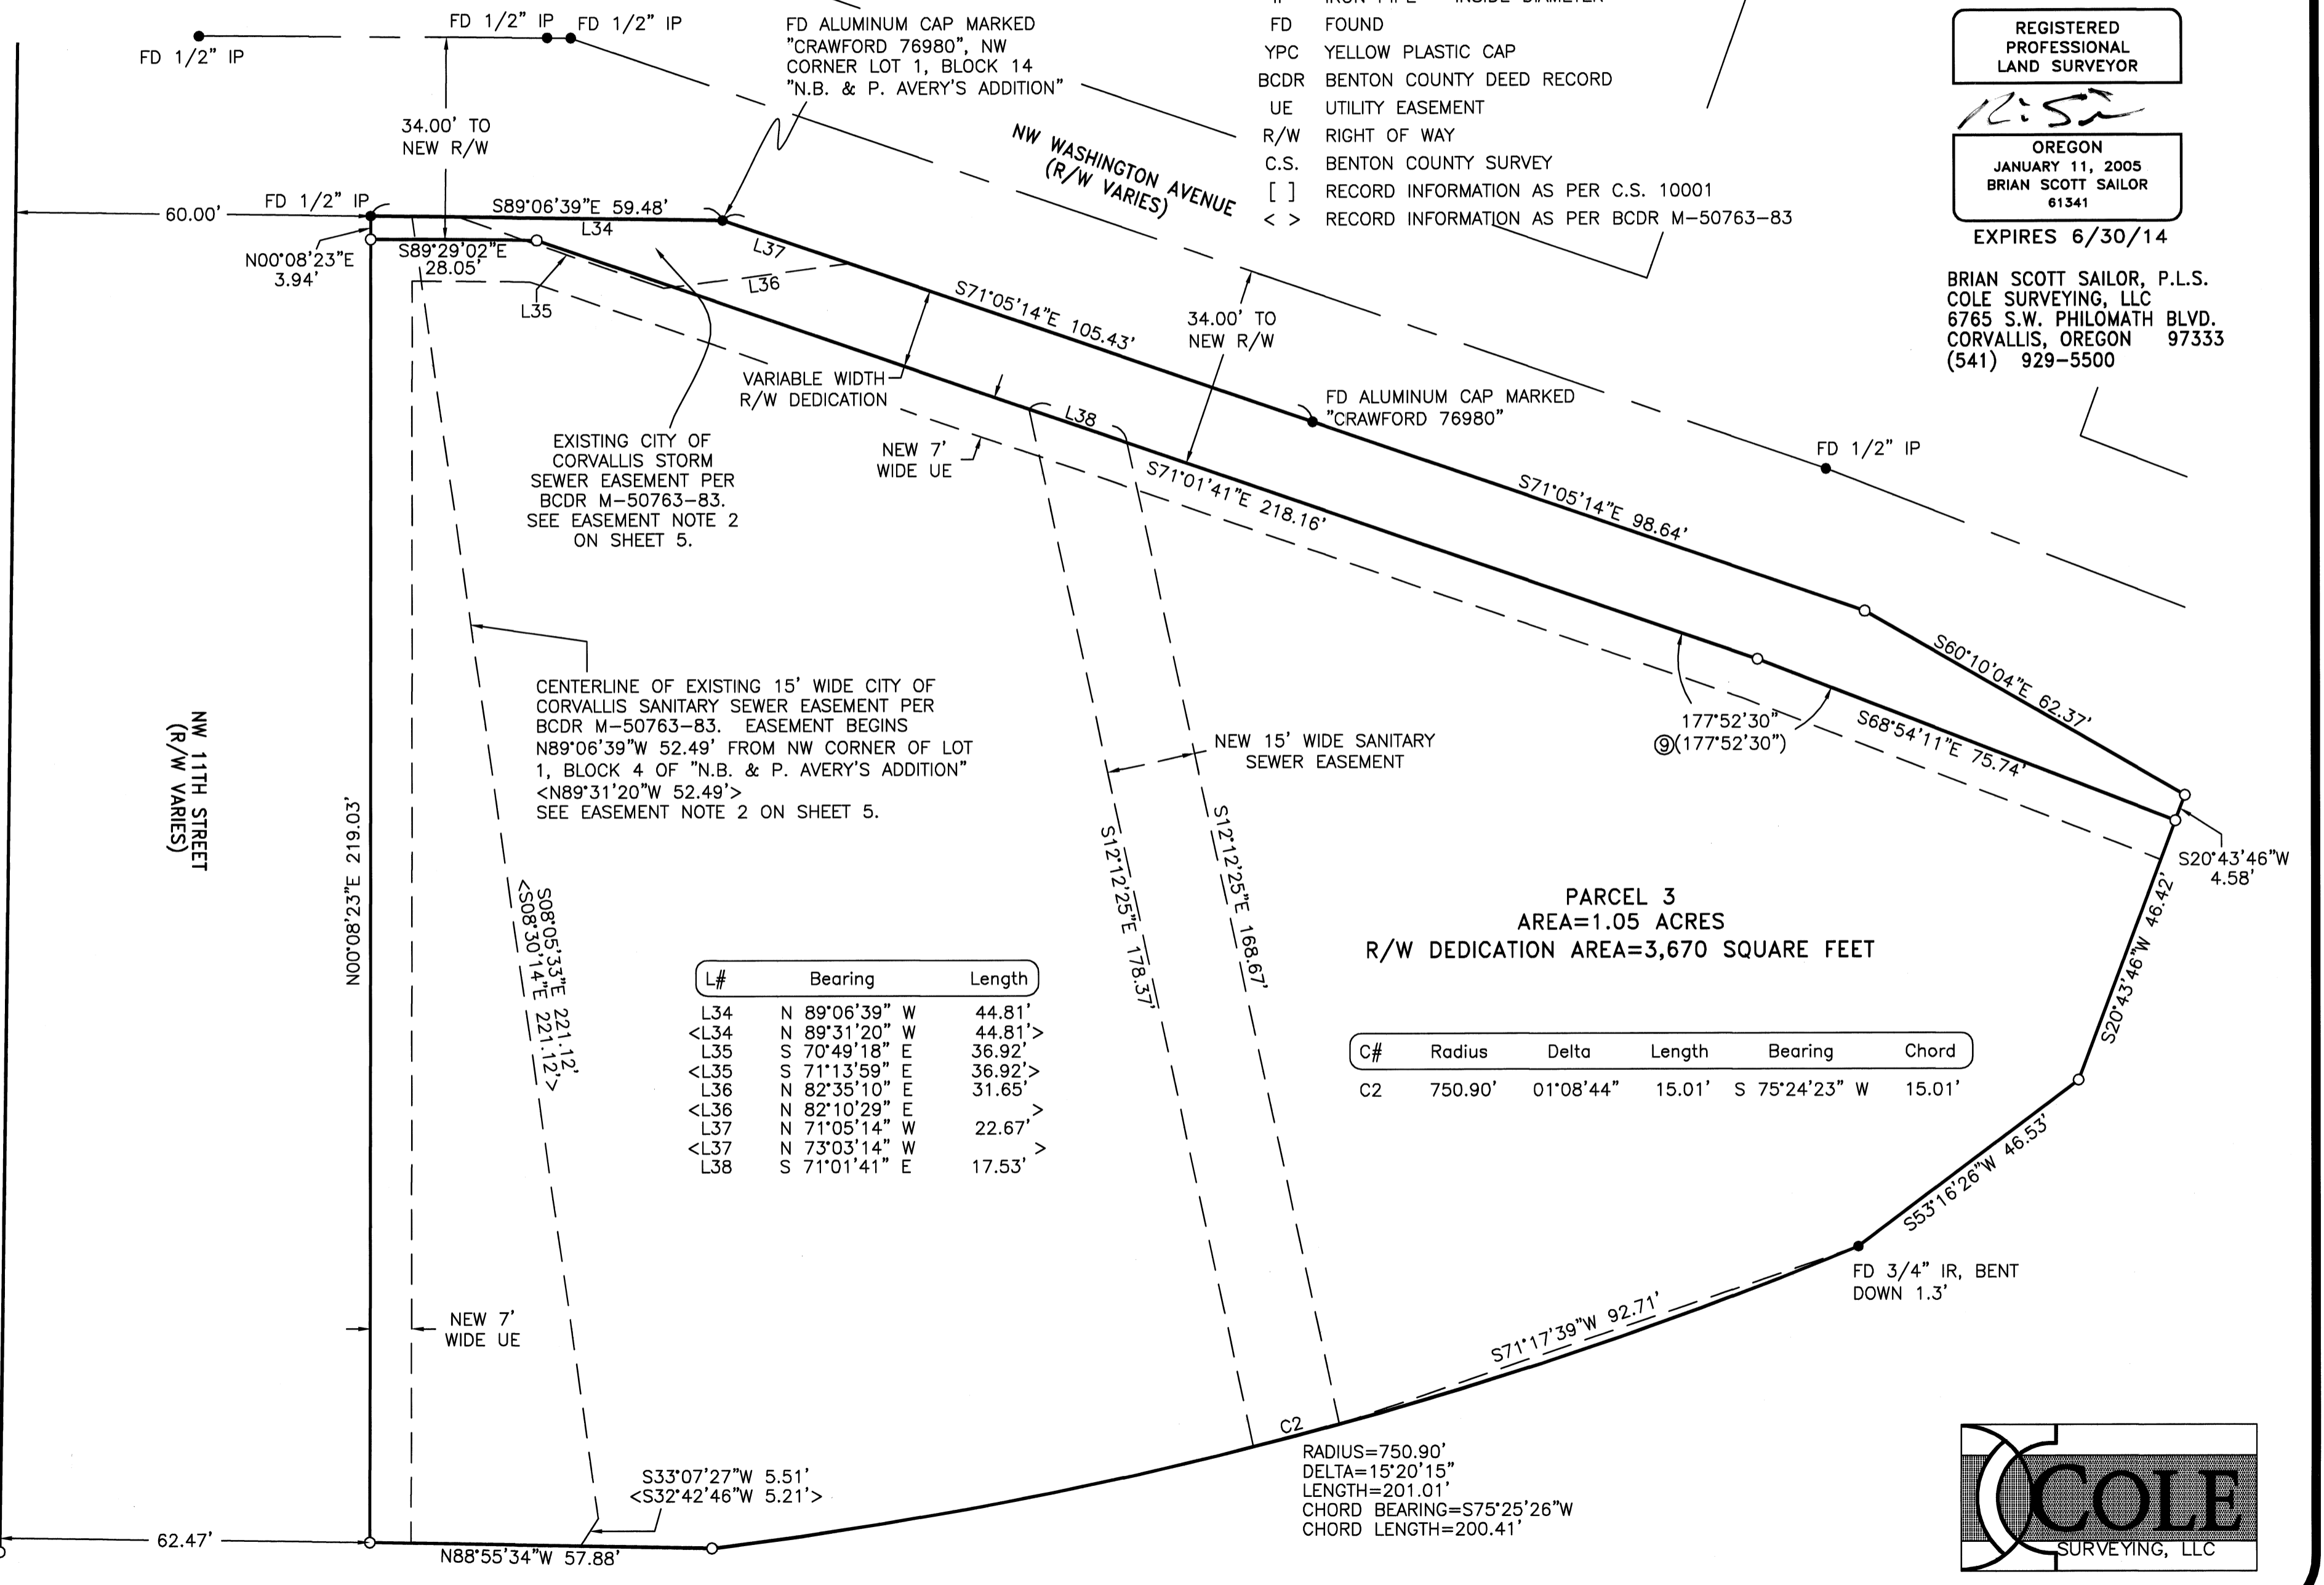 FD 1/2" IP
FD 1/2" IP FD 1/2" IP
FD ALUMINUM CAP MARKED
"CRAWFORD 76980", NW
CORNER LOT 1, BLOCK 14
"N.B. & P. AVERY'S ADDITION"
FD FOUND
YPC YELLOW PLASTIC CAP
BCDR BENTON COUNTY DEED RECORD
UE UTILITY EASEMENT
R/W RIGHT OF WAY
C.S. BENTON COUNTY SURVEY
[ ] RECORD INFORMATION AS PER C.S. 10001
< > RECORD INFORMATION AS PER BCDR M-50763-83
REGISTERED
PROFESSIONAL
LAND SURVEYOR
OREGON
JANUARY 11, 2005
BRIAN SCOTT SAILOR
61341
EXPIRES 6/30/14
BRIAN SCOTT SAILOR, P.L.S.
COLE SURVEYING, LLC
6765 S.W. PHILOMATH BLVD.
CORVALLIS, OREGON 97333
(541) 929-5500
34.00' TO
NEW R/W
NW WASHINGTON AVENUE
(R/W VARIES)
60.00'
FD 1/2" IP
S89°06'39"E 59.48'
L34
N00°08'23"E
3.94'
S89°29'02"E
28.05'
L35
L37
L36
S71°05'14"E 105.43'
34.00' TO
NEW R/W
VARIABLE WIDTH
R/W DEDICATION
FD ALUMINUM CAP MARKED
"CRAWFORD 76980"
L38
FD 1/2" IP
EXISTING CITY OF
CORVALLIS STORM
SEWER EASEMENT PER
BCDR M-50763-83.
SEE EASEMENT NOTE 2
ON SHEET 5.
NEW 7'
WIDE UE
S71°01'41"E 218.16'
S71°05'14"E 98.64'
S60°10'04"E 62.37'
177°52'30"
⑨(177°52'30")
S68°54'11"E 75.74'
CENTERLINE OF EXISTING 15' WIDE CITY OF
CORVALLIS SANITARY SEWER EASEMENT PER
BCDR M-50763-83. EASEMENT BEGINS
N89°06'39"W 52.49' FROM NW CORNER OF LOT
1, BLOCK 4 OF "N.B. & P. AVERY'S ADDITION"
<N89°31'20"W 52.49'>
SEE EASEMENT NOTE 2 ON SHEET 5.
NEW 15' WIDE SANITARY
SEWER EASEMENT
NW 11TH STREET
(R/W VARIES)
N00°08'23"E 219.03'
S08°05'33"E 221.12'
<S08°30'14"E 221.12'>
S12°12'25"E 178.37'
S12°12'25"E 168.67'
S20°43'46"W
4.58'
S20°43'46"W 46.42'
PARCEL 3
AREA=1.05 ACRES
R/W DEDICATION AREA=3,670 SQUARE FEET
L# Bearing Length
L34 N 89°06'39" W 44.81'
<L34 N 89°31'20" W 44.81'>
L35 S 70°49'18" E 36.92'
<L35 S 71°13'59" E 36.92'>
L36 N 82°35'10" E 31.65'
<L36 N 82°10'29" E >
L37 N 71°05'14" W 22.67'
<L37 N 73°03'14" W >
L38 S 71°01'41" E 17.53'
C# Radius Delta Length Bearing Chord
C2 750.90' 01°08'44" 15.01' S 75°24'23" W 15.01'
S53°16'26"W 46.53'
FD 3/4" IR, BENT
DOWN 1.3'
S71°17'39"W 92.71'
NEW 7'
WIDE UE
C2
RADIUS=750.90'
DELTA=15°20'15"
LENGTH=201.01'
CHORD BEARING=S75°25'26"W
CHORD LENGTH=200.41'
S33°07'27"W 5.51'
<S32°42'46"W 5.21'>
62.47'
N88°55'34"W 57.88'
COLE
SURVEYING, LLC